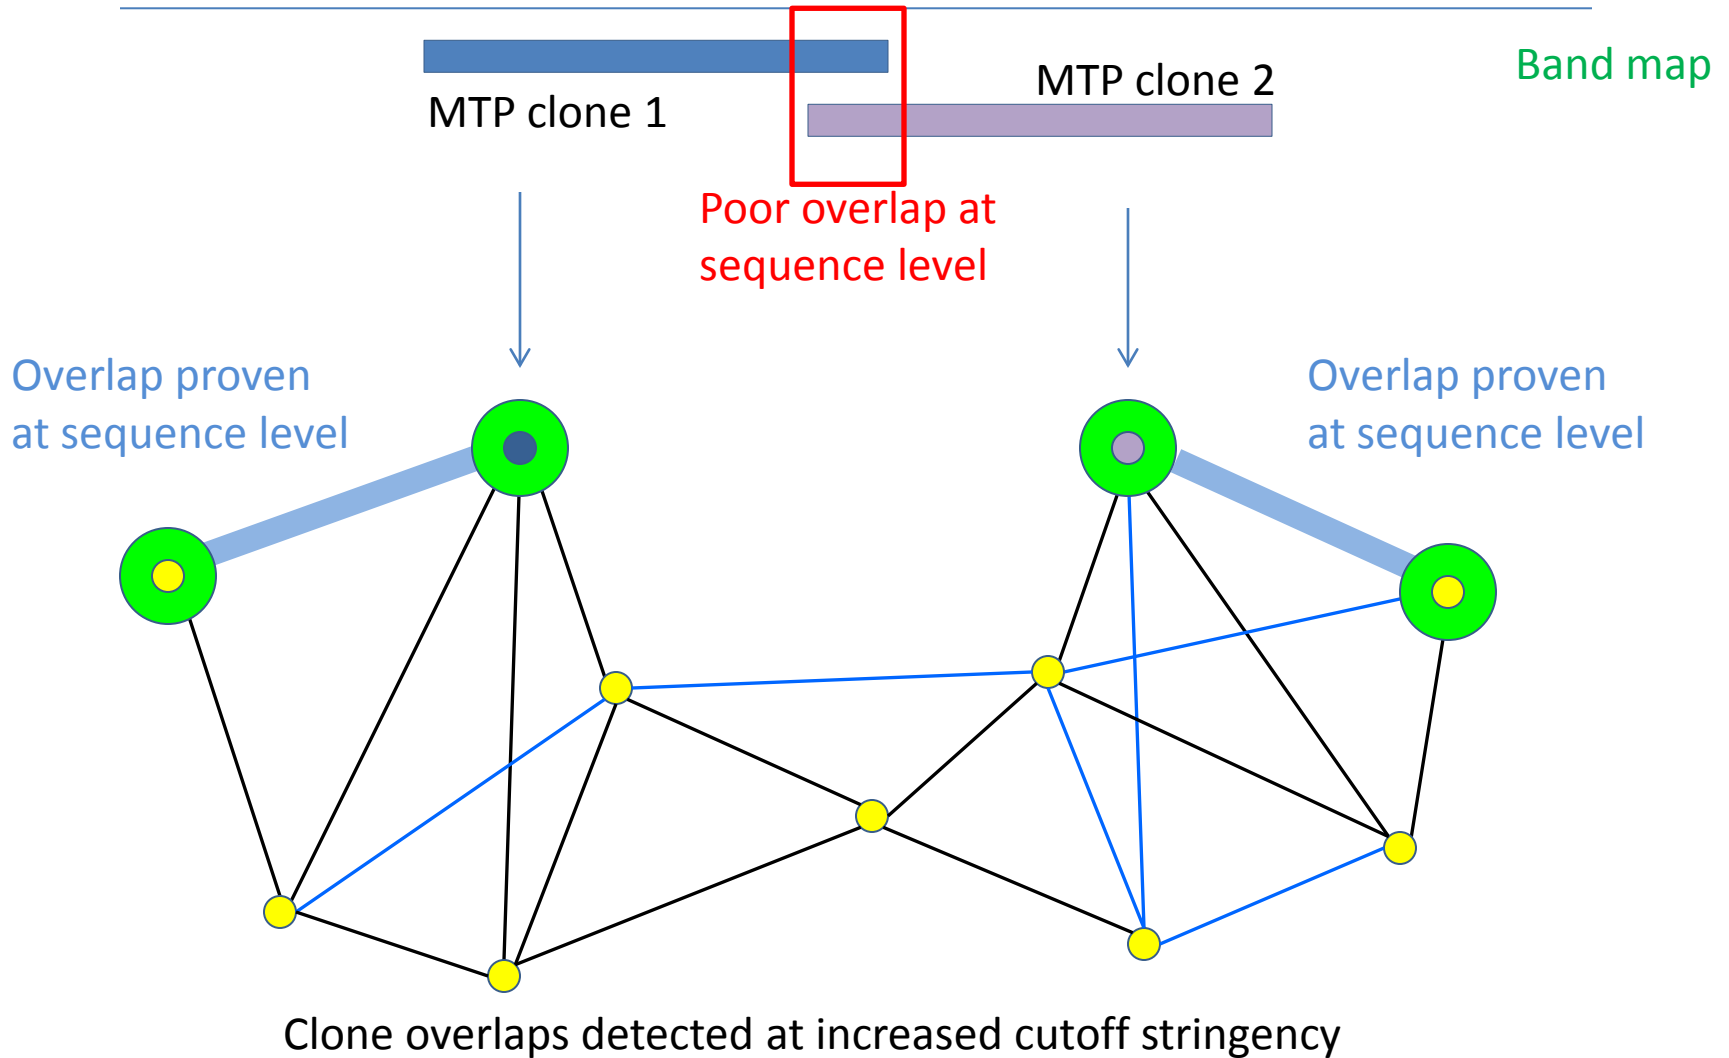 Band map
MTP clone 1
MTP clone 2
Poor overlap at
sequence level
Overlap proven
at sequence level
Overlap proven
at sequence level
Clone overlaps detected at increased cutoff stringency